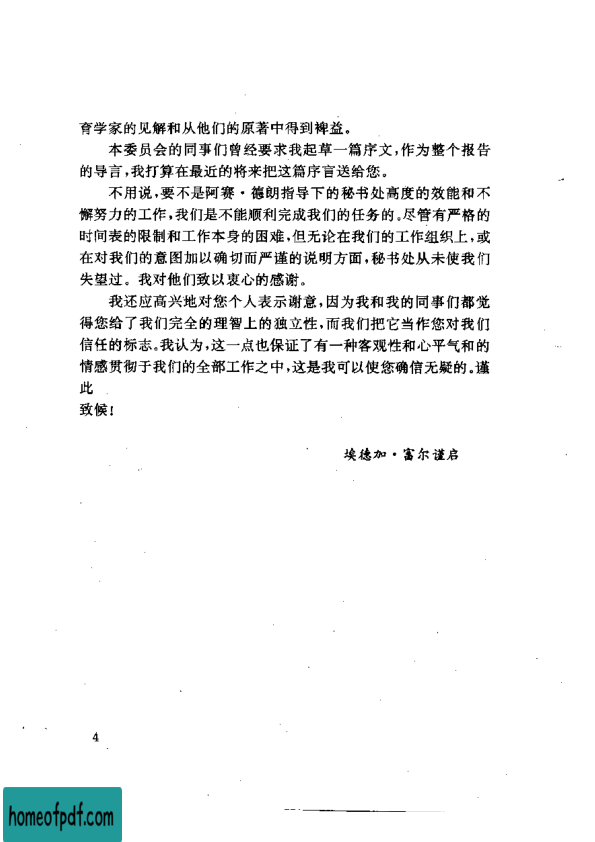 育学家的见解和从他们的原著中得到裨益。
本委员会的同事们曾经要求我起草一篇序文，作为整个报告
的导言，我打算在最近的将来把这篇序言送给您。
不用说，要不是阿赛·德朗指导下的秘书处高度的效能和不
懈努力的工作，我们是不能顺利完成我们的任务的。尽管有严格的
时间表的限制和工作本身的困难，但无论在我们的工作组织上，或
在对我们的意图加以确切而严谨的说明方面，秘书处从未使我们
失望过。我对他们致以衷心的感谢。
我还应高兴地对您个人表示谢意，因为我和我的同事们都觉
得您给了我们完全的理智上的独立性，而我们把它当作您对我们
信任的标志。我认为，这一点也保证了有一种客观性和心平气和的
情感贯彻于我们的全部工作之中，这是我可以使您确信无疑的。谨
此
致候！
埃德加·富尔谨启
4
homeofpdf.com